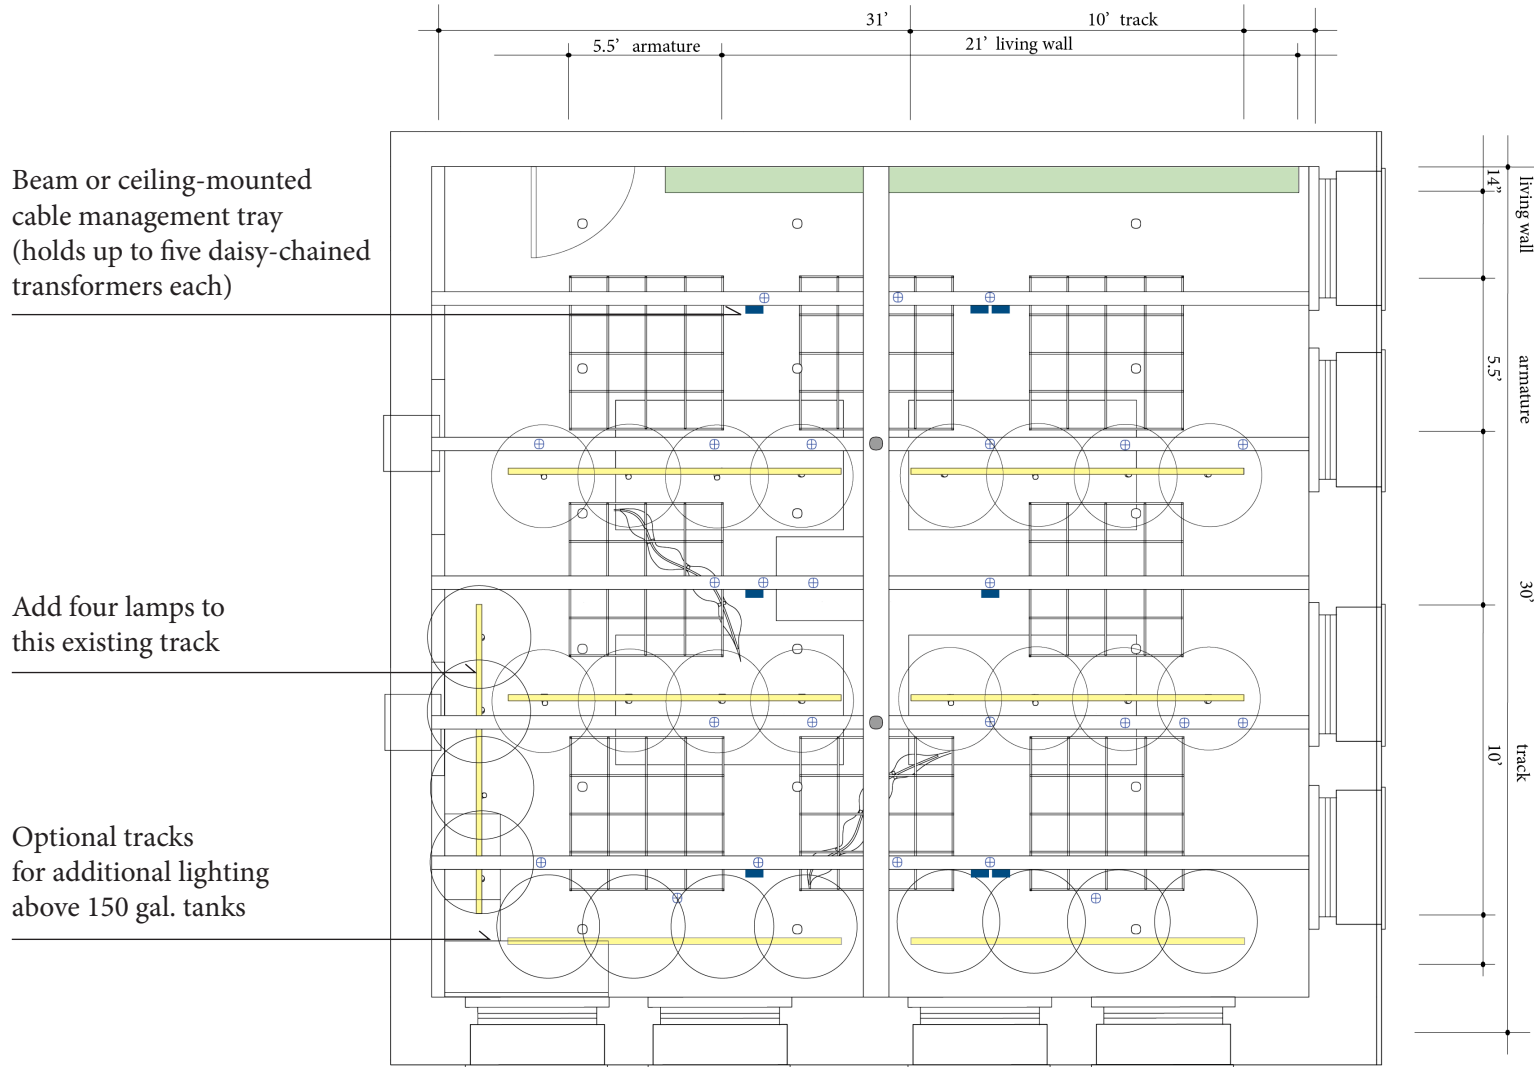 31’
10’ track
5.5’ armature
21’ living wall
Beam or ceiling-mounted
cable management tray
(holds up to five daisy-chained
transformers each)
14”
living wall
5.5’
armature
30’
Add four lamps to
this existing track
10’
track
Optional tracks
for additional lighting
above 150 gal. tanks